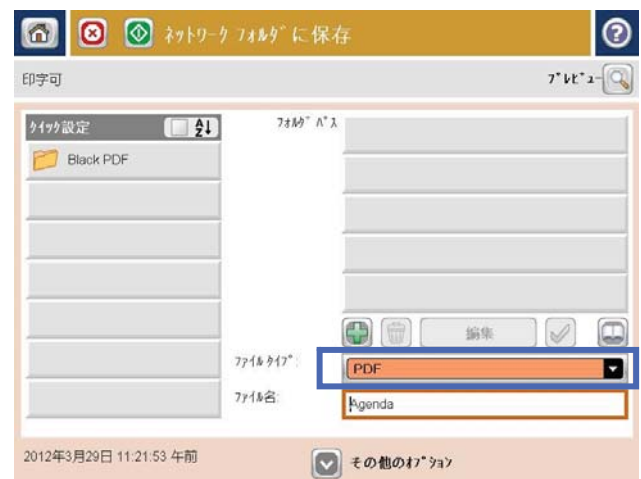 ﾈｯﾄﾜｰｸ ﾌｫﾙﾀﾞに保存
印字可
ﾌﾟﾚﾋﾞｭｰ
ｸｲｯｸ設定
ﾌｫﾙﾀﾞ ﾊﾟｽ
Black PDF
編集
ﾌｧｲﾙ ﾀｲﾌﾟ:
PDF
ﾌｧｲﾙ名:
Agenda
2012年3月29日 11:21:53 午前
その他のｵﾌﾟｼｮﾝ